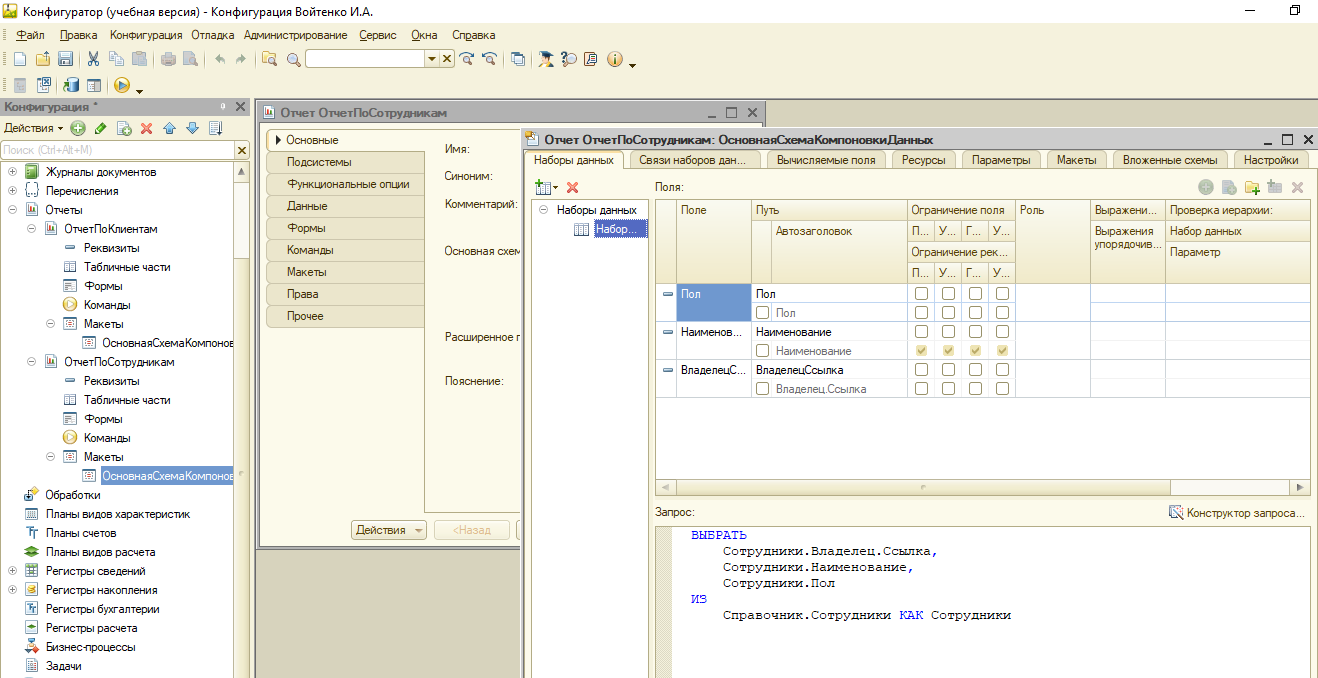 Конфигуратор (учебная версия) - Конфигурация Войтенко И.А.
Файл Правка Конфигурация Отладка Администрирование Сервис Окна Справка
Конфигурация *
Действия
Поиск (Ctrl+Alt+M)
Журналы документов
Перечисления
Отчеты
ОтчетПоКлиентам
Реквизиты
Табличные части
Формы
Команды
Макеты
ОсновнаяСхемаКомпонов
ОтчетПоСотрудникам
Реквизиты
Табличные части
Формы
Команды
Макеты
ОсновнаяСхемаКомпонов
Обработки
Планы видов характеристик
Планы счетов
Планы видов расчета
Регистры сведений
Регистры накопления
Регистры бухгалтерии
Регистры расчета
Бизнес-процессы
Задачи
Отчет ОтчетПоСотрудникам
Основные
Подсистемы
Функциональные опции
Данные
Формы
Команды
Макеты
Права
Прочее
Имя:
Синоним:
Комментарий:
Основная схем
Расширенное п
Пояснение:
Действия <Назад
Отчет ОтчетПоСотрудникам: ОсновнаяСхемаКомпоновкиДанных
Наборы данных Связи наборов дан... Вычисляемые поля Ресурсы Параметры Макеты Вложенные схемы Настройки
Наборы данных
Набор...
Поля:
Поле Путь Ограничение поля Роль Выражени... Проверка иерархии:
Автозаголовок П... У... Г... У... Выражения упорядочив... Набор данных
Ограничение рек... Параметр
П... У... Г... У...
Пол Пол
Пол
Наименов... Наименование
Наименование
ВладелецС... ВладелецСсылка
Владелец.Ссылка
Запрос: Конструктор запроса...
ВЫБРАТЬ
Сотрудники.Владелец.Ссылка,
Сотрудники.Наименование,
Сотрудники.Пол
ИЗ
Справочник.Сотрудники КАК Сотрудники